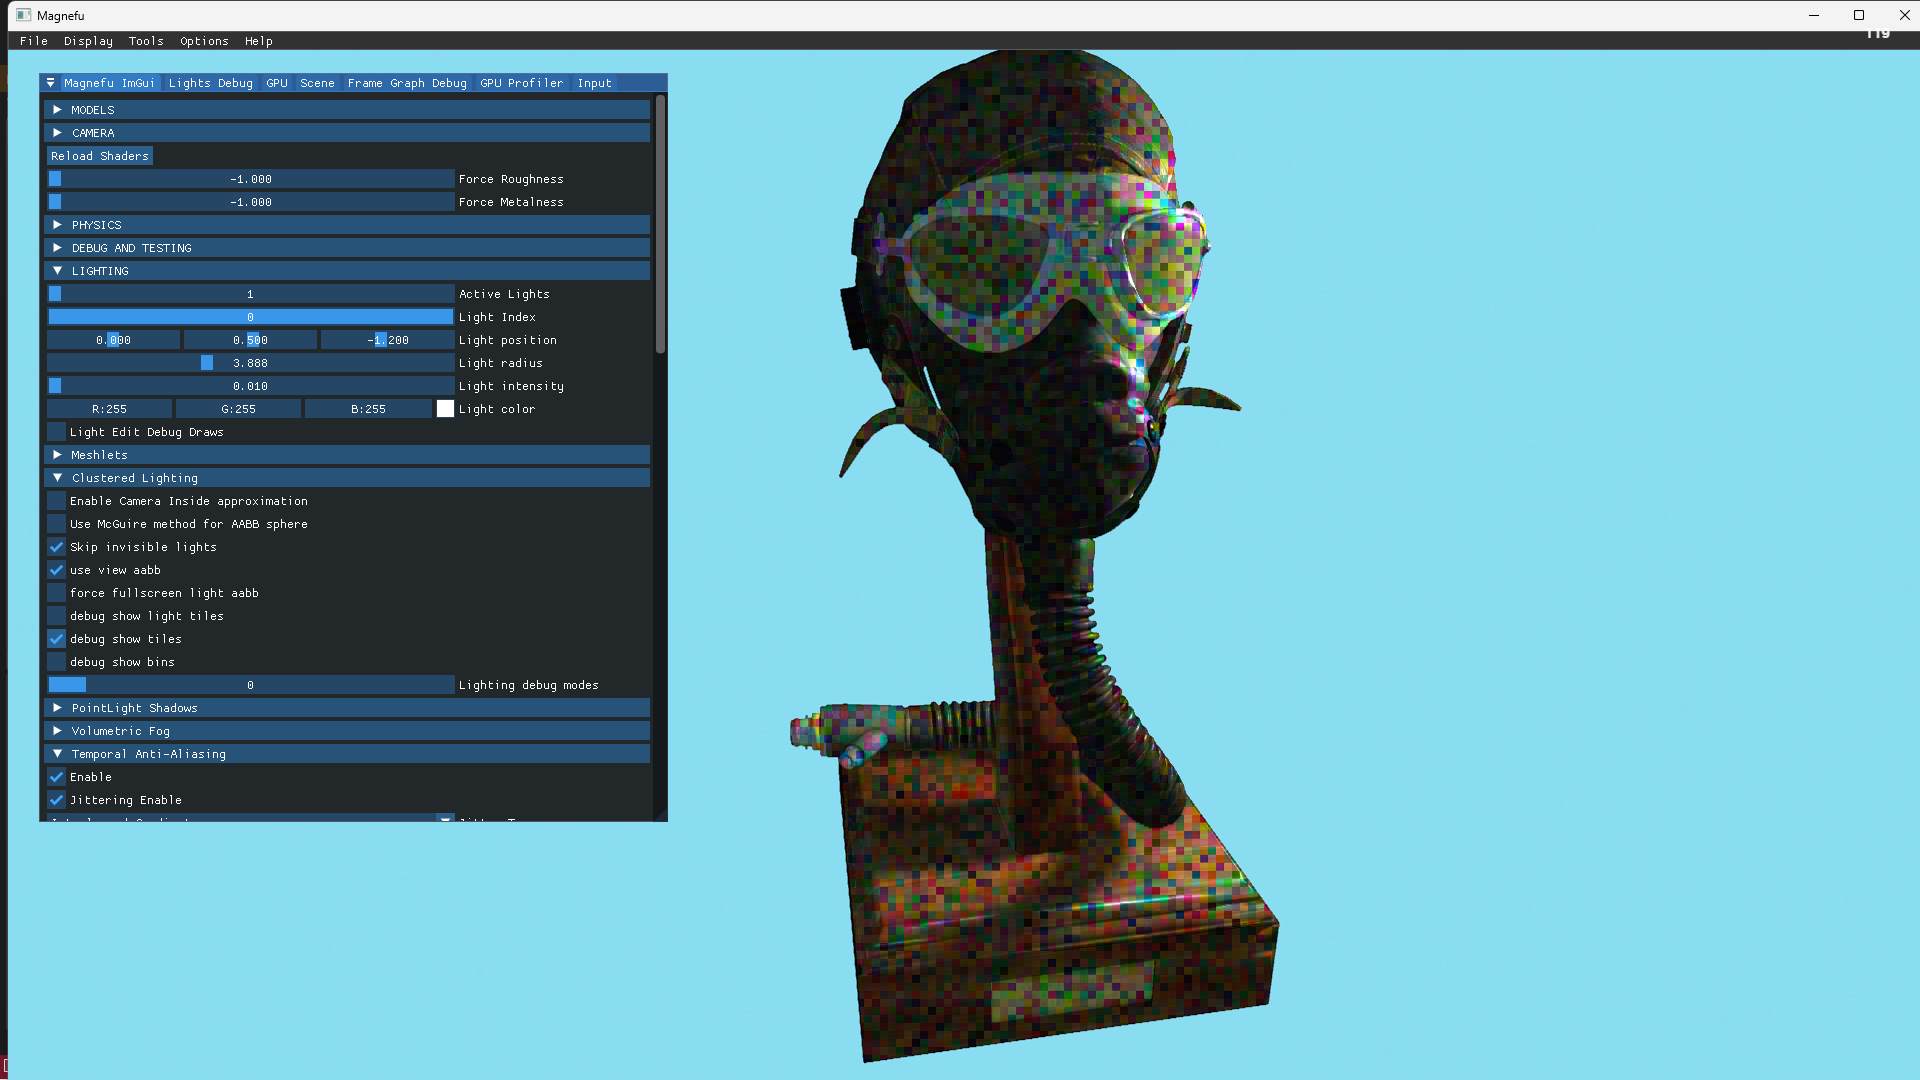 Magnefu
File Display Tools Options Help
119
Magnefu ImGui Lights Debug GPU Scene Frame Graph Debug GPU Profiler Input
MODELS
CAMERA
Reload Shaders
-1.000 Force Roughness
-1.000 Force Metalness
PHYSICS
DEBUG AND TESTING
LIGHTING
1 Active Lights
0 Light Index
0.000 0.500 -1.200 Light position
3.888 Light radius
0.010 Light intensity
R:255 G:255 B:255 Light color
Light Edit Debug Draws
Meshlets
Clustered Lighting
Enable Camera Inside approximation
Use McGuire method for AABB sphere
Skip invisible lights
use view aabb
force fullscreen light aabb
debug show light tiles
debug show tiles
debug show bins
0 Lighting debug modes
PointLight Shadows
Volumetric Fog
Temporal Anti-Aliasing
Enable
Jittering Enable